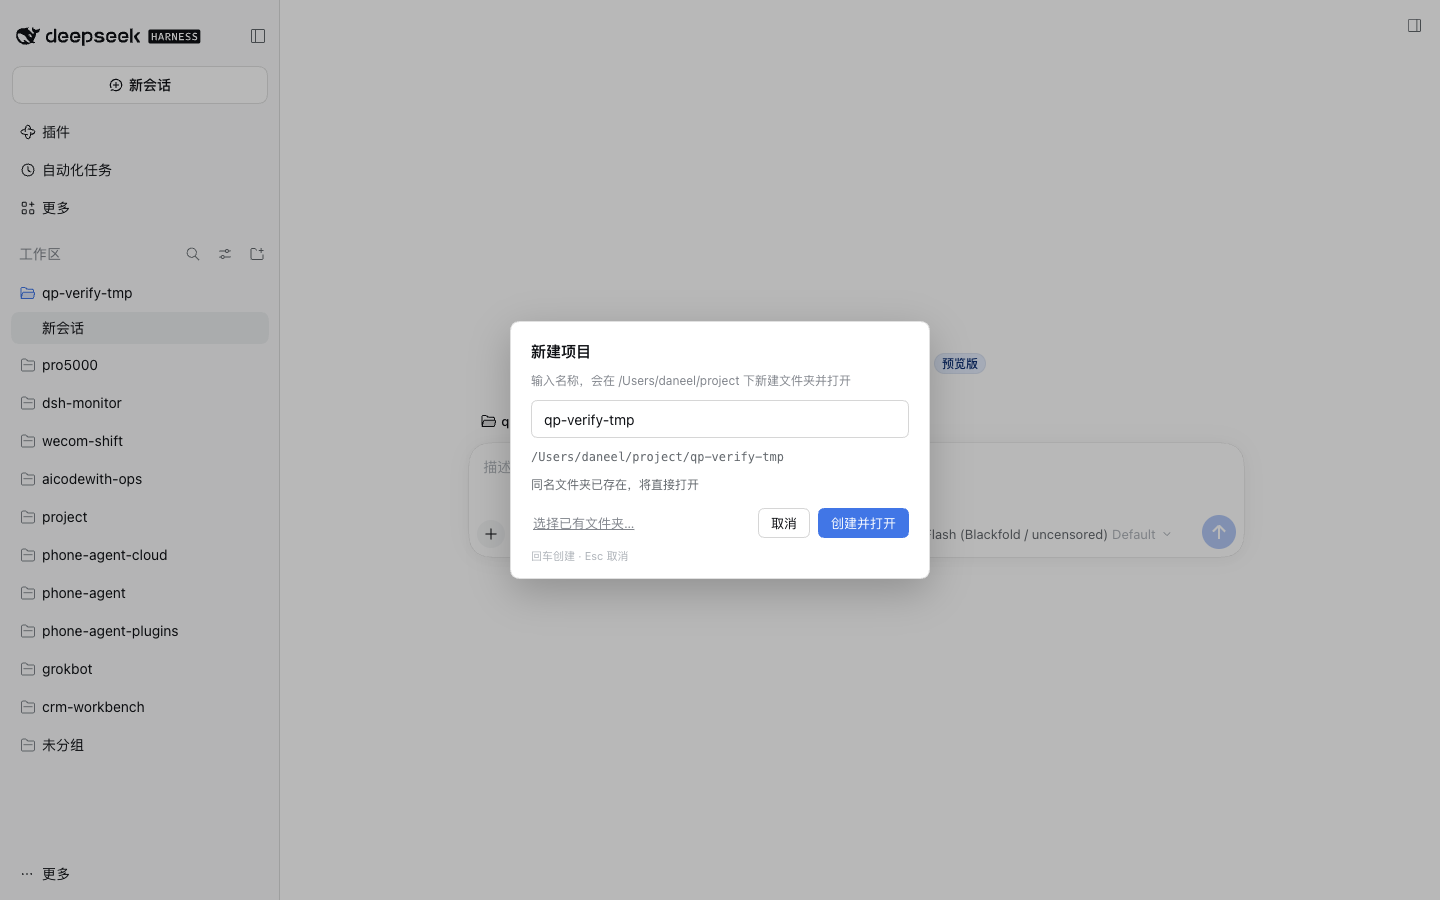 deepseek HARNESS
新会话
插件
自动化任务
更多
工作区
qp-verify-tmp
新会话
pro5000
dsh-monitor
wecom-shift
aicodewith-ops
project
phone-agent-cloud
phone-agent
phone-agent-plugins
grokbot
crm-workbench
未分组
更多
预览版
新建项目
输入名称，会在 /Users/daneel/project 下新建文件夹并打开
qp-verify-tmp
/Users/daneel/project/qp-verify-tmp
同名文件夹已存在，将直接打开
选择已有文件夹...
取消
创建并打开
回车创建 · Esc 取消
描述
(Blackfold / uncensored) Default